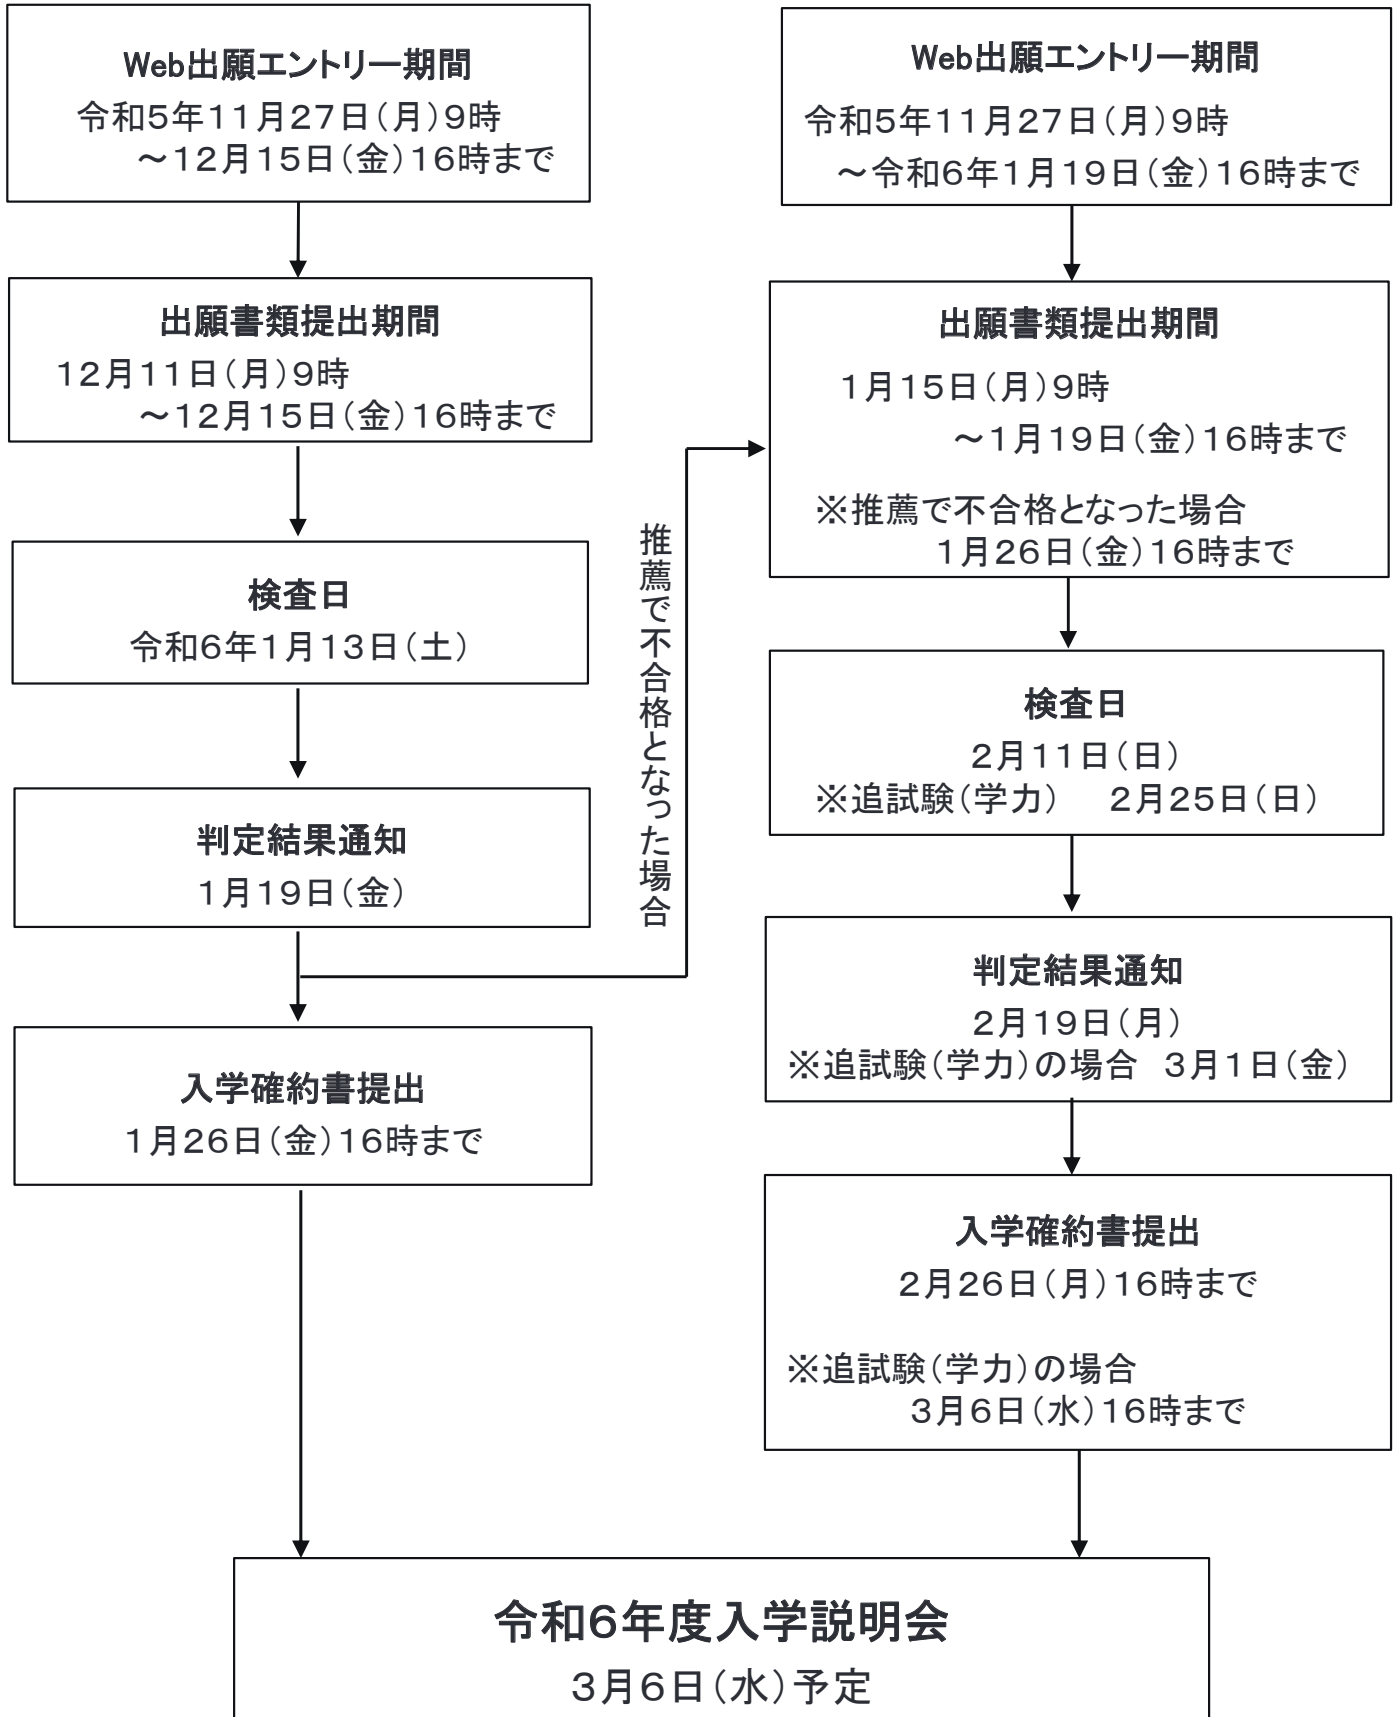 Web出願エントリー期間
令和5年11月27日（月）9時
～12月15日（金）16時まで
出願書類提出期間
12月11日（月）9時
～12月15日（金）16時まで
検査日
令和6年1月13日（土）
判定結果通知
1月19日（金）
入学確約書提出
1月26日（金）16時まで
推薦で不合格となった場合
Web出願エントリー期間
令和5年11月27日（月）9時
～令和6年1月19日（金）16時まで
出願書類提出期間
1月15日（月）9時
～1月19日（金）16時まで
※推薦で不合格となった場合
1月26日（金）16時まで
検査日
2月11日（日）
※追試験（学力）　2月25日（日）
判定結果通知
2月19日（月）
※追試験（学力）の場合　3月1日（金）
入学確約書提出
2月26日（月）16時まで
※追試験（学力）の場合
3月6日（水）16時まで
令和6年度入学説明会
3月6日（水）予定